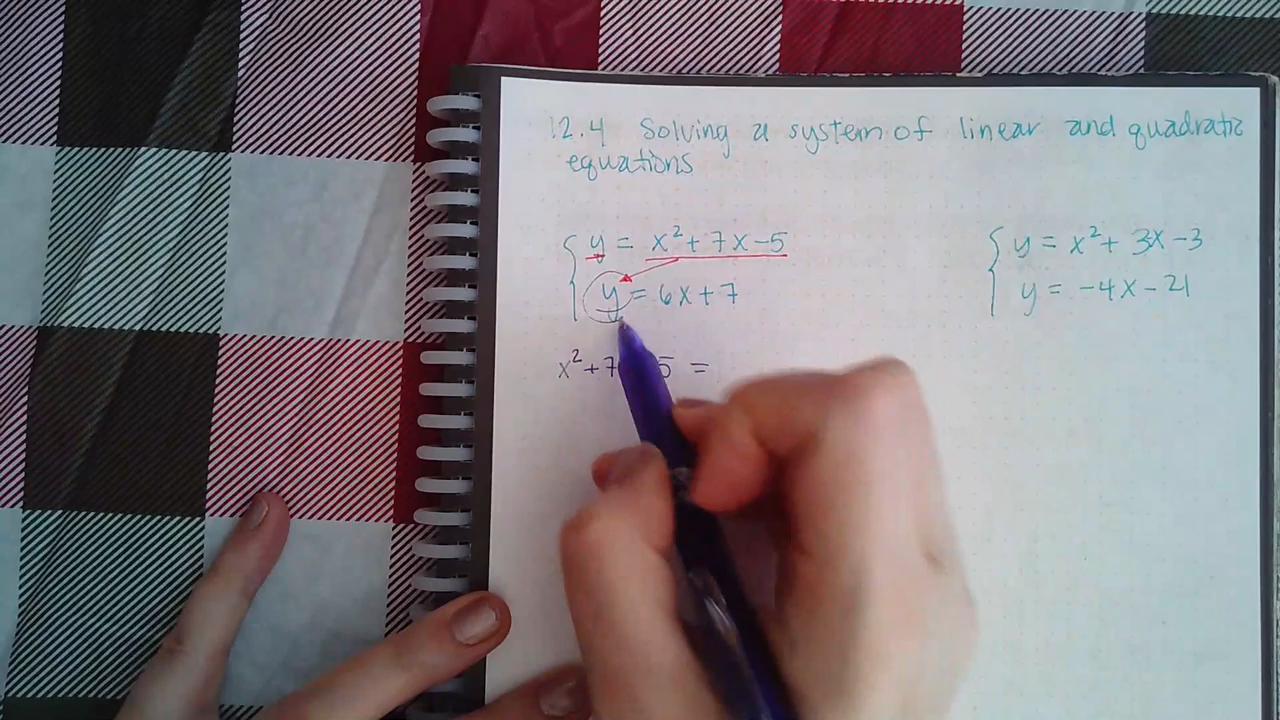 12.4 Solving a system of linear and quadratic
equations
y = x² + 7x - 5
y = 6x + 7
x² + 7 5 =
y = x² + 3x - 3
y = -4x - 21